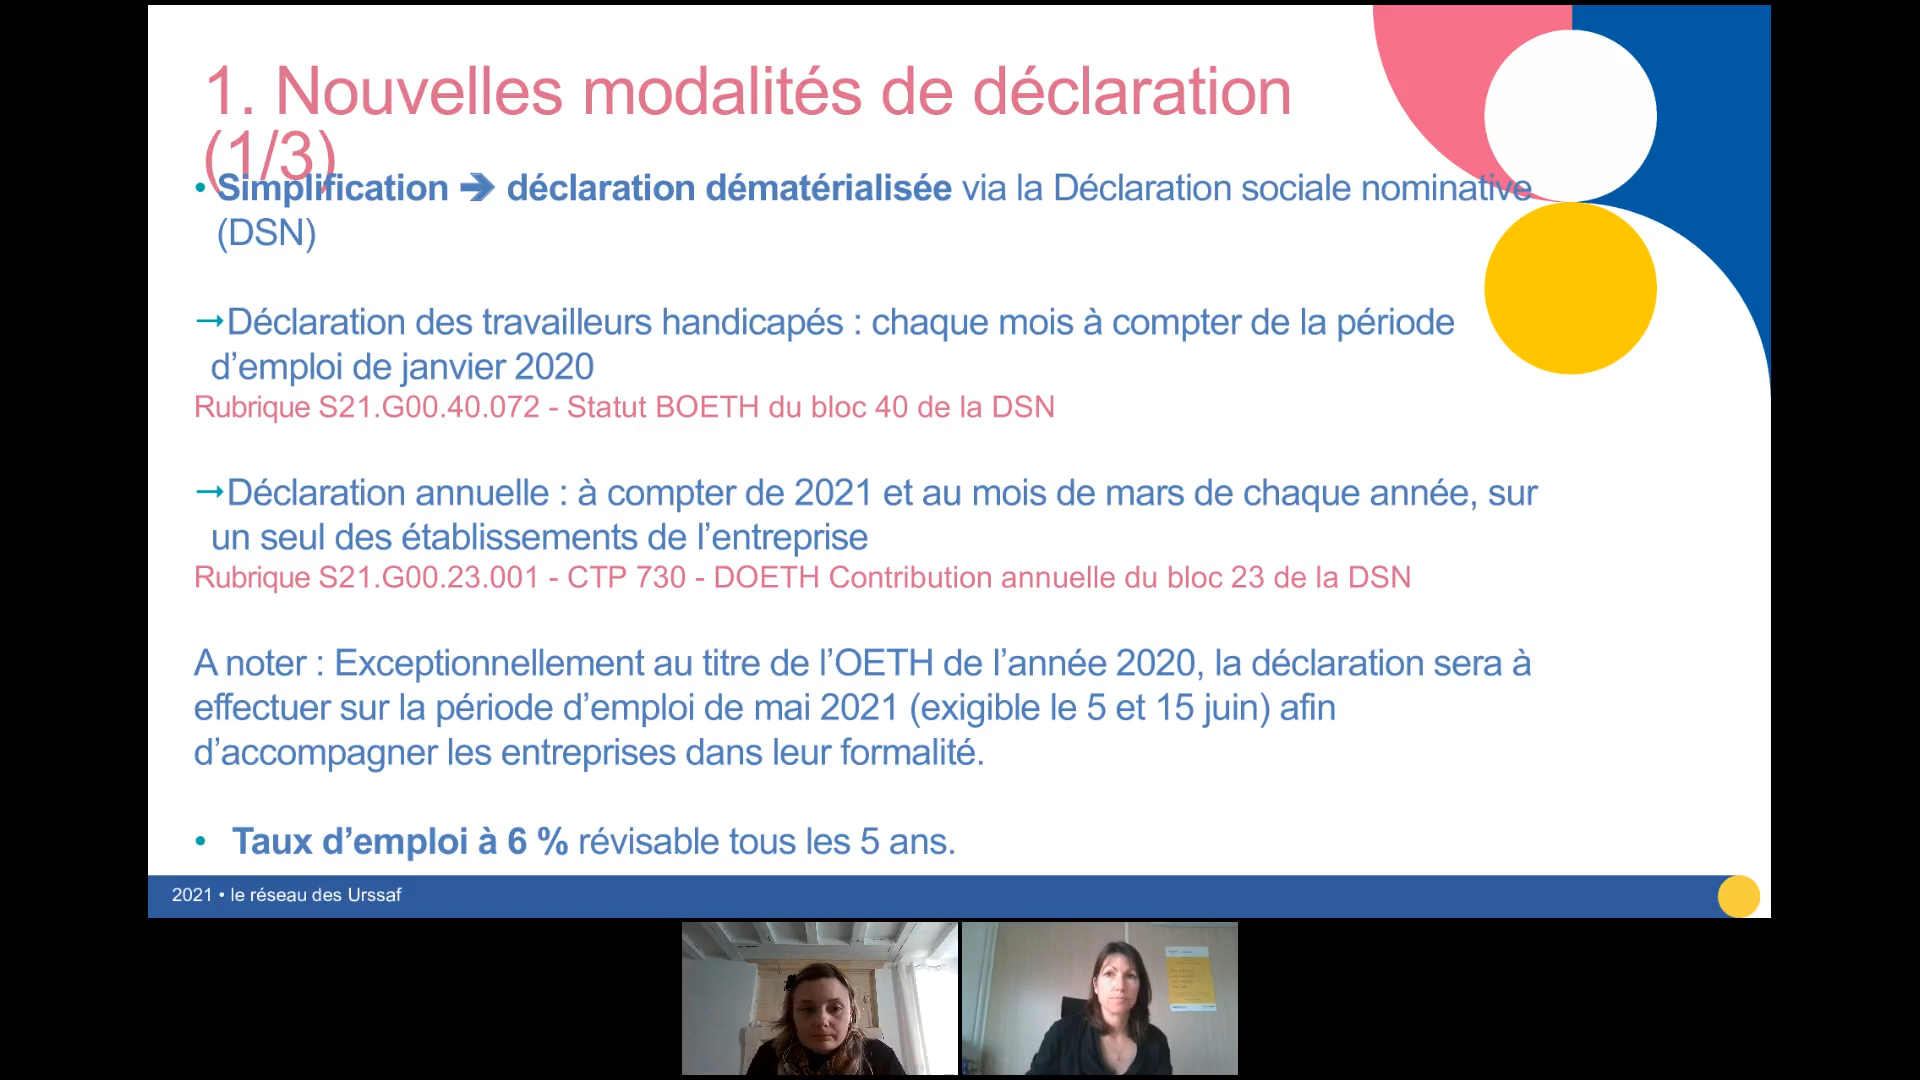 1. Nouvelles modalités de déclaration
(1/3)
• Simplification ➔ déclaration dématérialisée via la Déclaration sociale nominative
(DSN)
→Déclaration des travailleurs handicapés : chaque mois à compter de la période
d’emploi de janvier 2020
Rubrique S21.G00.40.072 - Statut BOETH du bloc 40 de la DSN
→Déclaration annuelle : à compter de 2021 et au mois de mars de chaque année, sur
un seul des établissements de l’entreprise
Rubrique S21.G00.23.001 - CTP 730 - DOETH Contribution annuelle du bloc 23 de la DSN
A noter : Exceptionnellement au titre de l’OETH de l’année 2020, la déclaration sera à
effectuer sur la période d’emploi de mai 2021 (exigible le 5 et 15 juin) afin
d’accompagner les entreprises dans leur formalité.
• Taux d’emploi à 6 % révisable tous les 5 ans.
2021 • le réseau des Urssaf